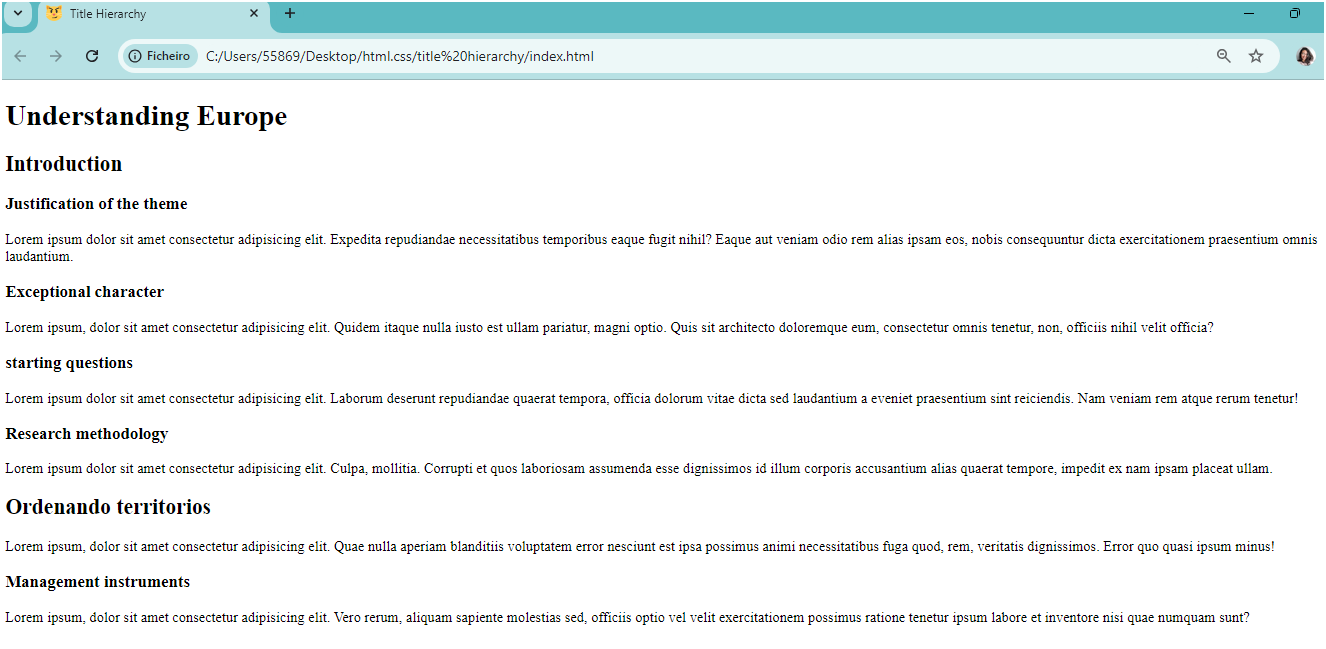 Title Hierarchy
Ficheiro C:/Users/55869/Desktop/html.css/title%20hierarchy/index.html
Understanding Europe
Introduction
Justification of the theme
Lorem ipsum dolor sit amet consectetur adipisicing elit. Expedita repudiandae necessitatibus temporibus eaque fugit nihil? Eaque aut veniam odio rem alias ipsam eos, nobis consequuntur dicta exercitationem praesentium omnis
laudantium.
Exceptional character
Lorem ipsum, dolor sit amet consectetur adipisicing elit. Quidem itaque nulla iusto est ullam pariatur, magni optio. Quis sit architecto doloremque eum, consectetur omnis tenetur, non, officiis nihil velit officia?
starting questions
Lorem ipsum dolor sit amet consectetur adipisicing elit. Laborum deserunt repudiandae quaerat tempora, officia dolorum vitae dicta sed laudantium a eveniet praesentium sint reiciendis. Nam veniam rem atque rerum tenetur!
Research methodology
Lorem ipsum dolor sit amet consectetur adipisicing elit. Culpa, mollitia. Corrupti et quos laboriosam assumenda esse dignissimos id illum corporis accusantium alias quaerat tempore, impedit ex nam ipsam placeat ullam.
Ordenando territorios
Lorem ipsum, dolor sit amet consectetur adipisicing elit. Quae nulla aperiam blanditiis voluptatem error nesciunt est ipsa possimus animi necessitatibus fuga quod, rem, veritatis dignissimos. Error quo quasi ipsum minus!
Management instruments
Lorem ipsum, dolor sit amet consectetur adipisicing elit. Vero rerum, aliquam sapiente molestias sed, officiis optio vel velit exercitationem possimus ratione tenetur ipsum labore et inventore nisi quae numquam sunt?